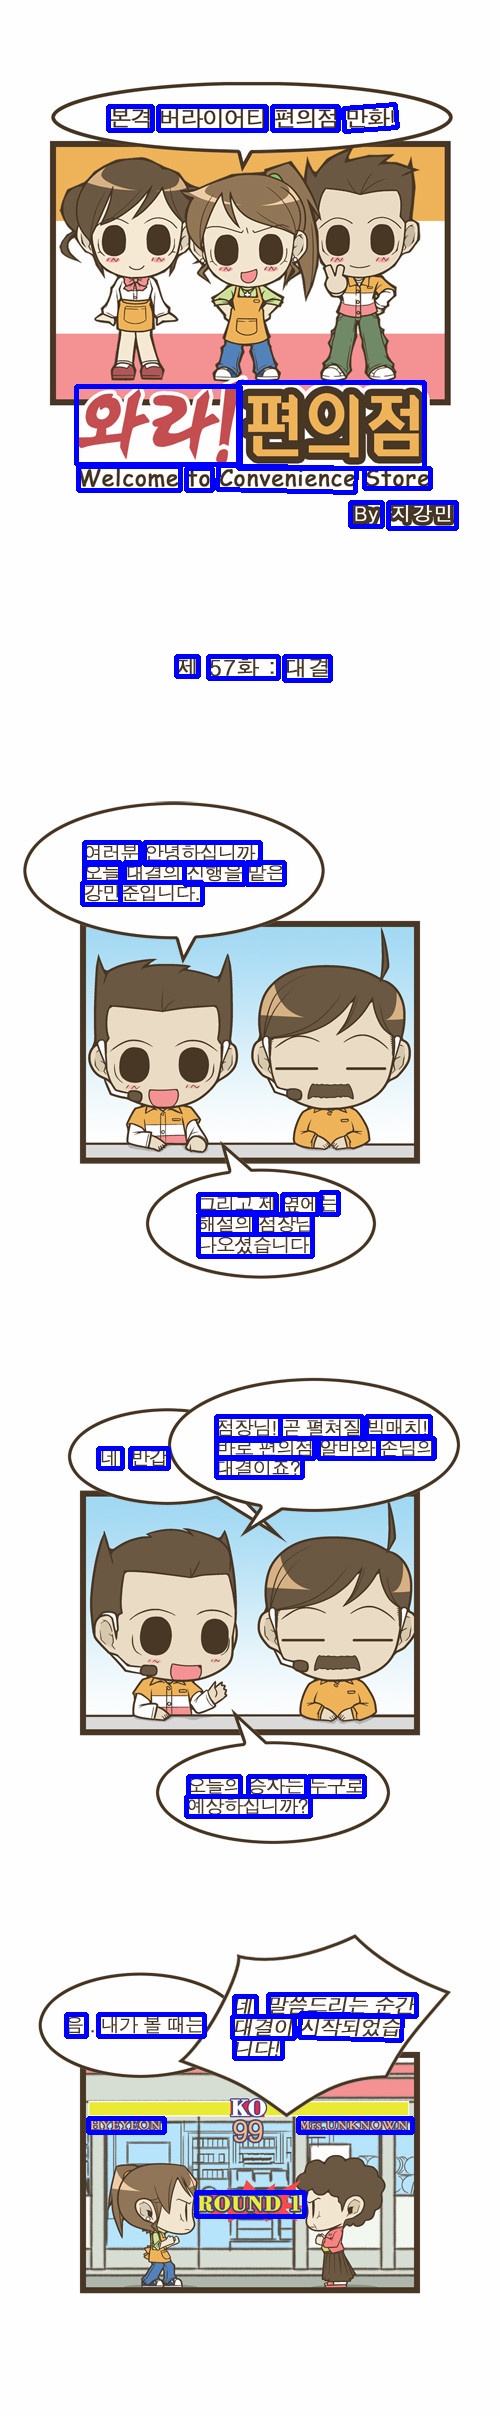 본격 버라이어티 편의점 만화!
와라! 편의점
Welcome to Convenience Store
By 지강민
제 57화 : 대결
여러분 안녕하십니까
오늘 대결의 진행을 맡은
강민준입니다.
그리고 제 옆에는
해설의 점장님
나오셨습니다
네 반갑
점장님! 곧 펼쳐질 빅매치!
바로 편의점 알바와 손님의
대결이죠?
오늘의 승자는 누구로
예상하십니까?
음. 내가 볼 때는
네 말씀드리는 순간
대결이 시작되었습
니다!
KO
99
HYEYEON
Mrs.UNKNOWN
ROUND 1